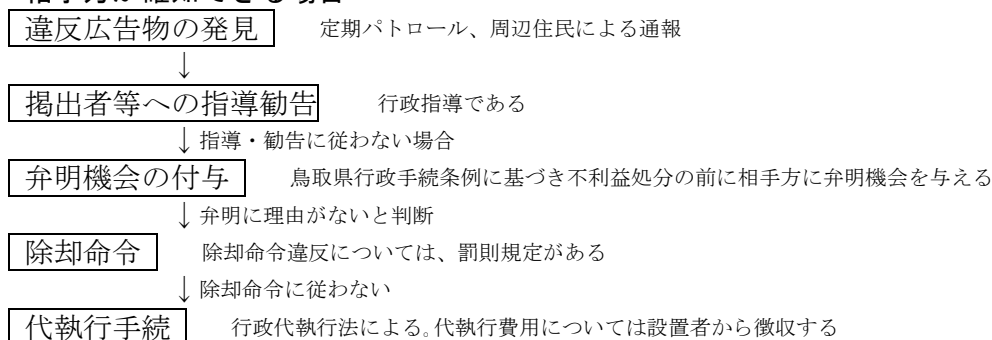 相手方が確知できる場合
違反広告物の発見 定期パトロール、周辺住民による通報
↓
掲出者等への指導勧告 行政指導である
↓ 指導・勧告に従わない場合
弁明機会の付与 鳥取県行政手続条例に基づき不利益処分の前に相手方に弁明機会を与える
↓ 弁明に理由がないと判断
除却命令 除却命令違反については、罰則規定がある
↓ 除却命令に従わない
代執行手続 行政代執行法による。代執行費用については設置者から徴収する